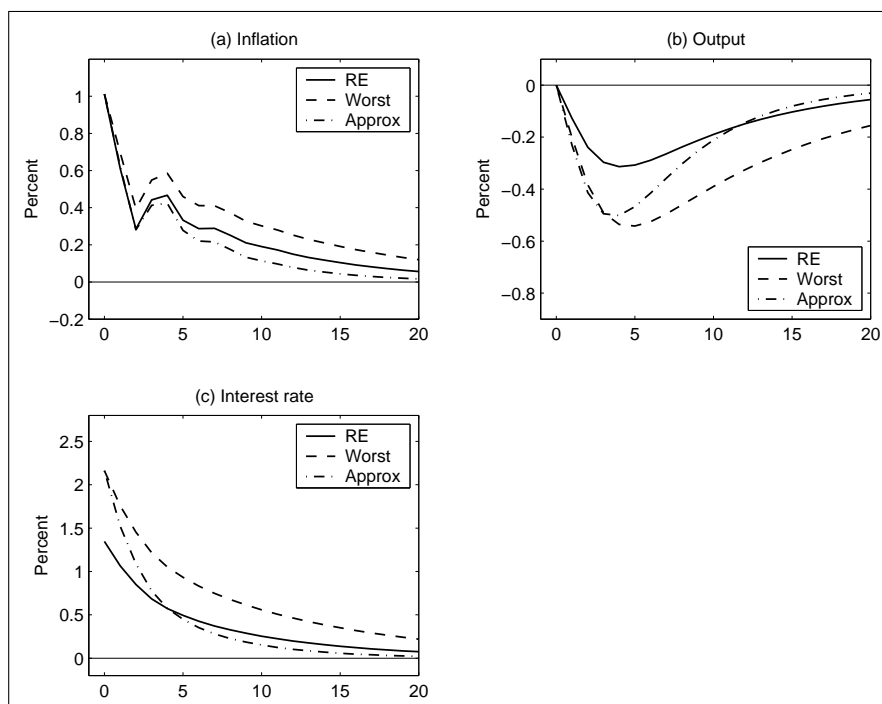 (a) Inflation
Percent
1
0.8
0.6
0.4
0.2
0
−0.2
0 5 10 15 20
RE
Worst
Approx
(b) Output
Percent
0
−0.2
−0.4
−0.6
−0.8
0 5 10 15 20
RE
Worst
Approx
(c) Interest rate
Percent
2.5
2
1.5
1
0.5
0
0 5 10 15 20
RE
Worst
Approx